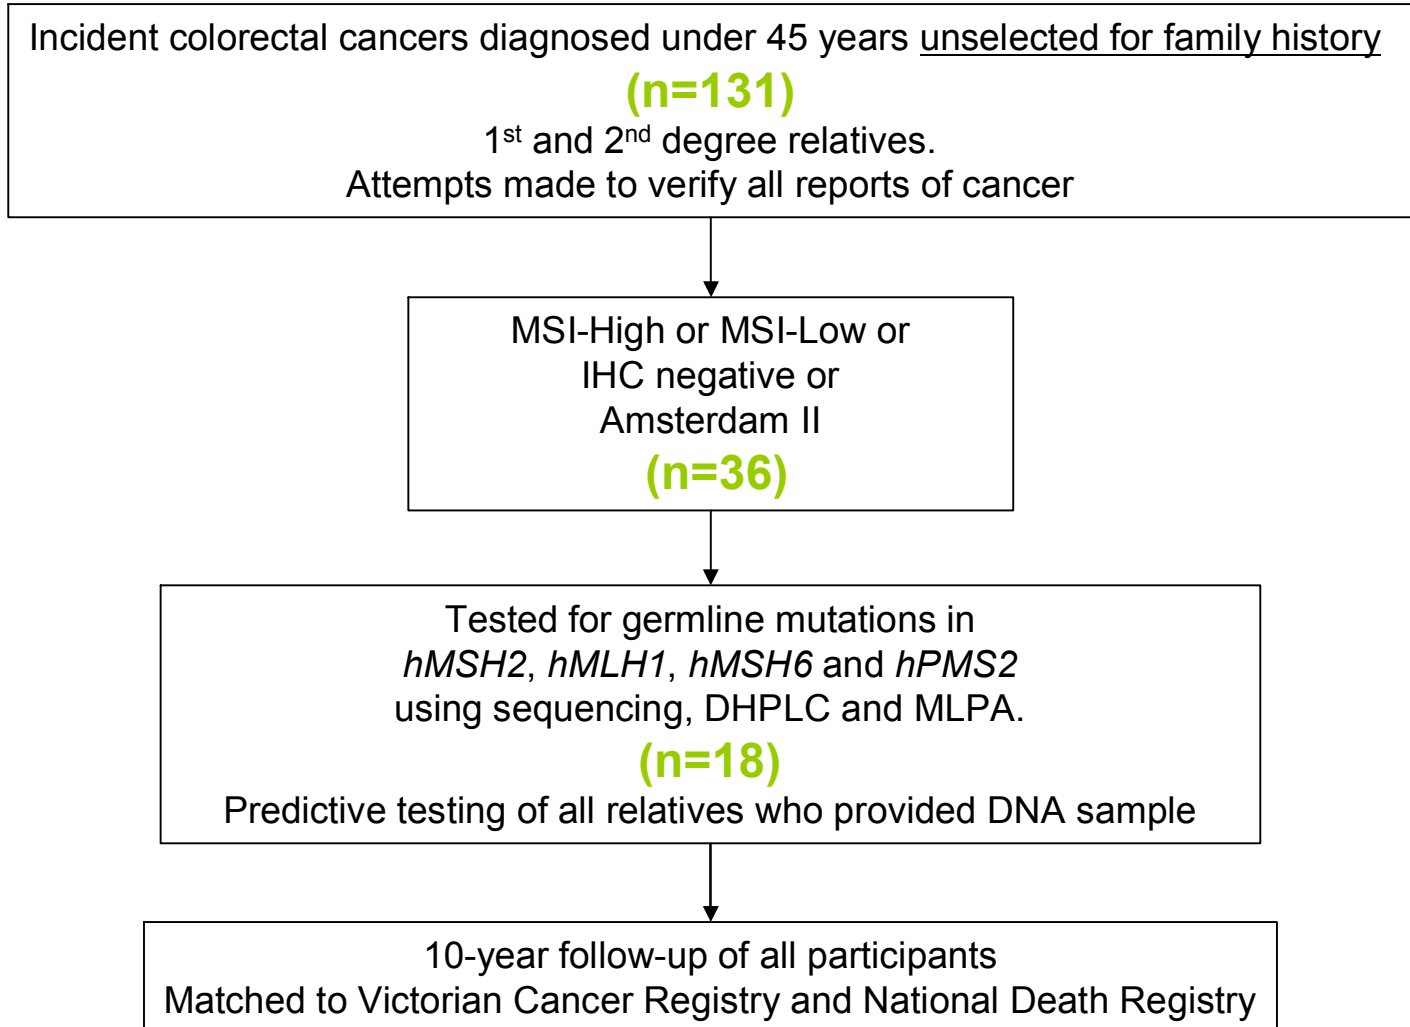 Incident colorectal cancers diagnosed under 45 years unselected for family history
(n=131)
1st and 2nd degree relatives.
Attempts made to verify all reports of cancer
MSI-High or MSI-Low or
IHC negative or
Amsterdam II
(n=36)
Tested for germline mutations in
hMSH2, hMLH1, hMSH6 and hPMS2
using sequencing, DHPLC and MLPA.
(n=18)
Predictive testing of all relatives who provided DNA sample
10-year follow-up of all participants
Matched to Victorian Cancer Registry and National Death Registry